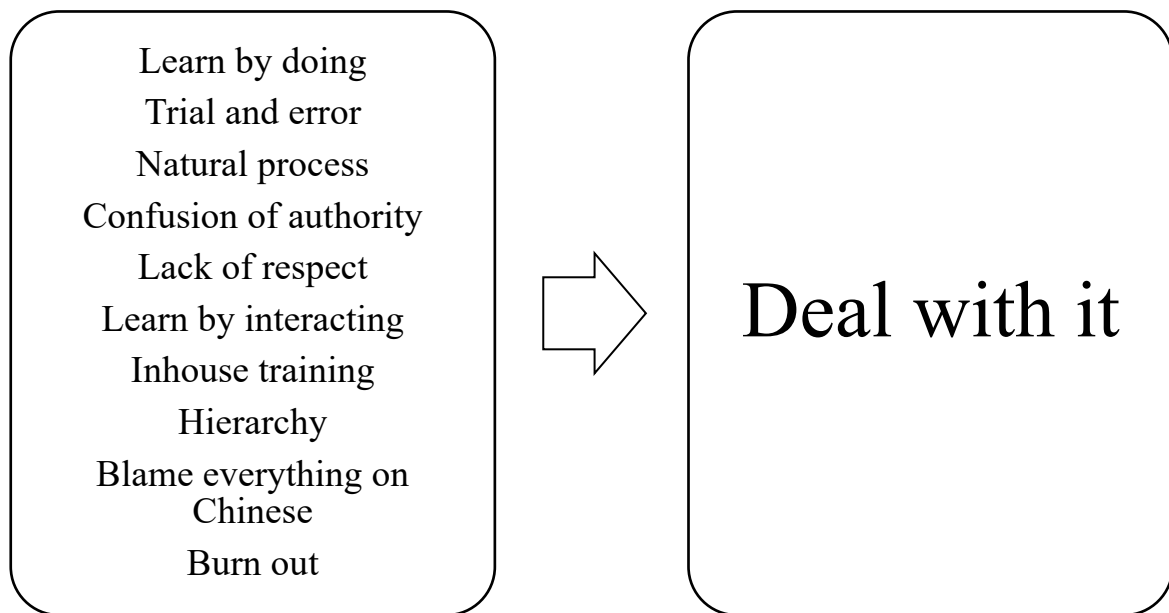 Learn by doing
Trial and error
Natural process
Confusion of authority
Lack of respect
Learn by interacting
Inhouse training
Hierarchy
Blame everything on
Chinese
Burn out
Deal with it